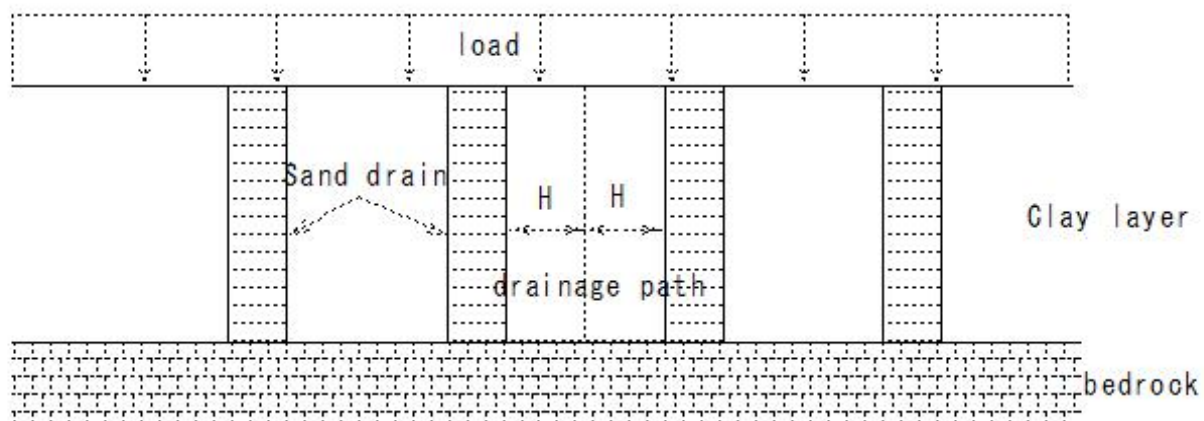 load
Sand drain
H H
Clay layer
drainage path
bedrock